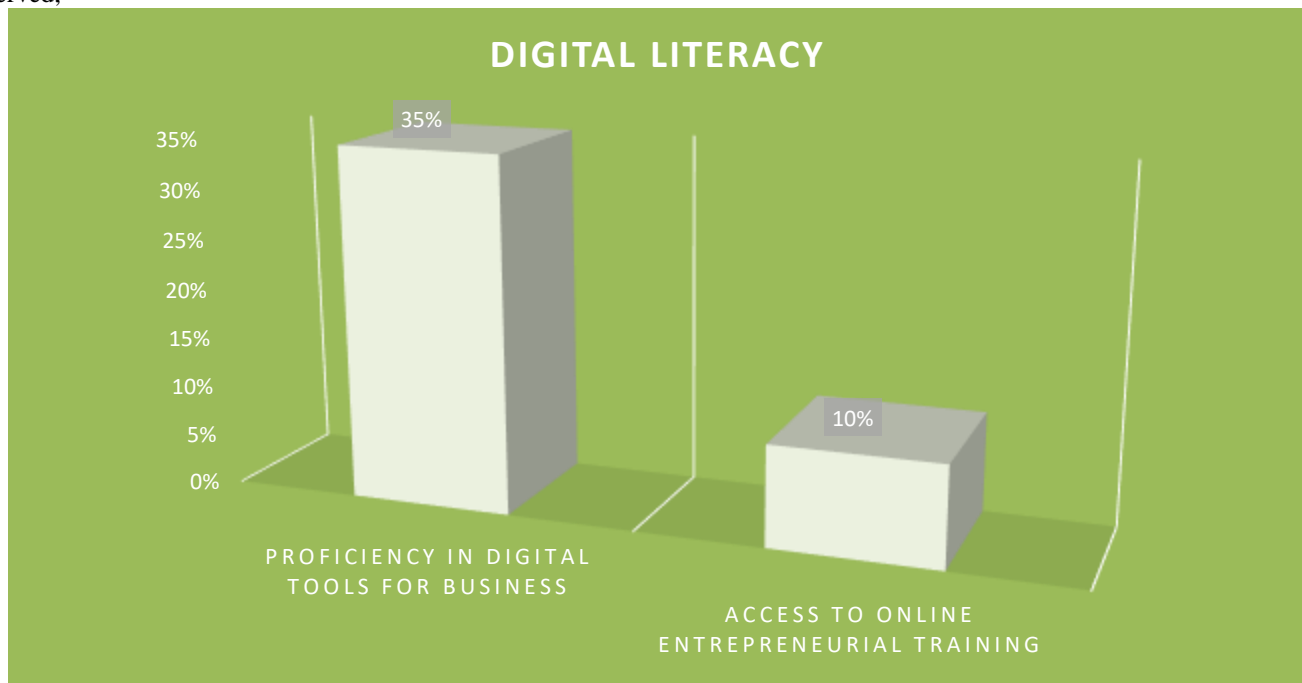 DIGITAL LITERACY
35%
30%
25%
20%
15%
10%
5%
0%
35%
10%
PROFICIENCY IN DIGITAL
TOOLS FOR BUSINESS
ACCESS TO ONLINE
ENTREPRENEURIAL TRAINING